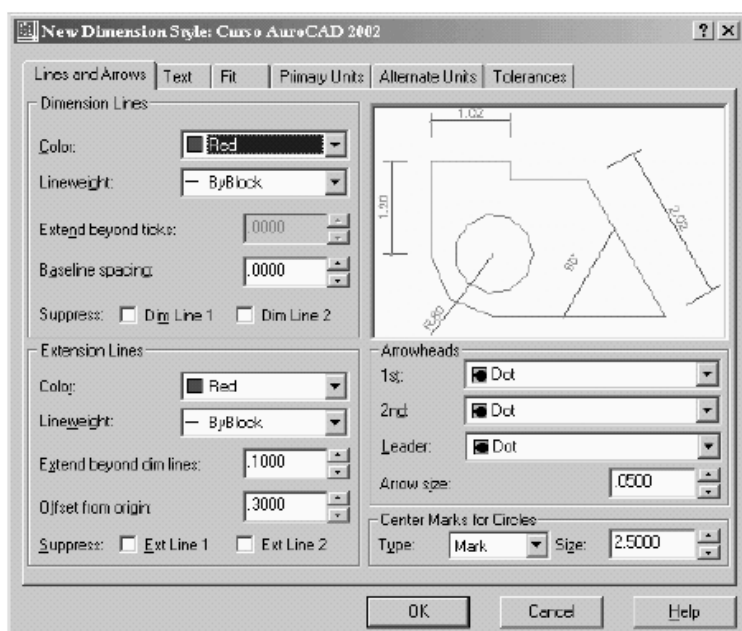 New Dimension Style: Curso AuroCAD 2002
Lines and Arrows Text Fit Primary Units Alternate Units Tolerances
Dimension Lines
Color: Red
Lineweight: ByBlock
Extend beyond ticks: .0000
Baseline spacing: .0000
Suppress: Dim Line 1 Dim Line 2
1.02
1.20
2.02
80°
R.80
Extension Lines
Color: Red
Lineweight: ByBlock
Extend beyond dim lines: .1000
Offset from origin: .3000
Suppress: Ext Line 1 Ext Line 2
Arrowheads
1st: Dot
2nd: Dot
Leader: Dot
Arrow size: .0500
Center Marks for Circles
Type: Mark Size: 2.5000
OK Cancel Help